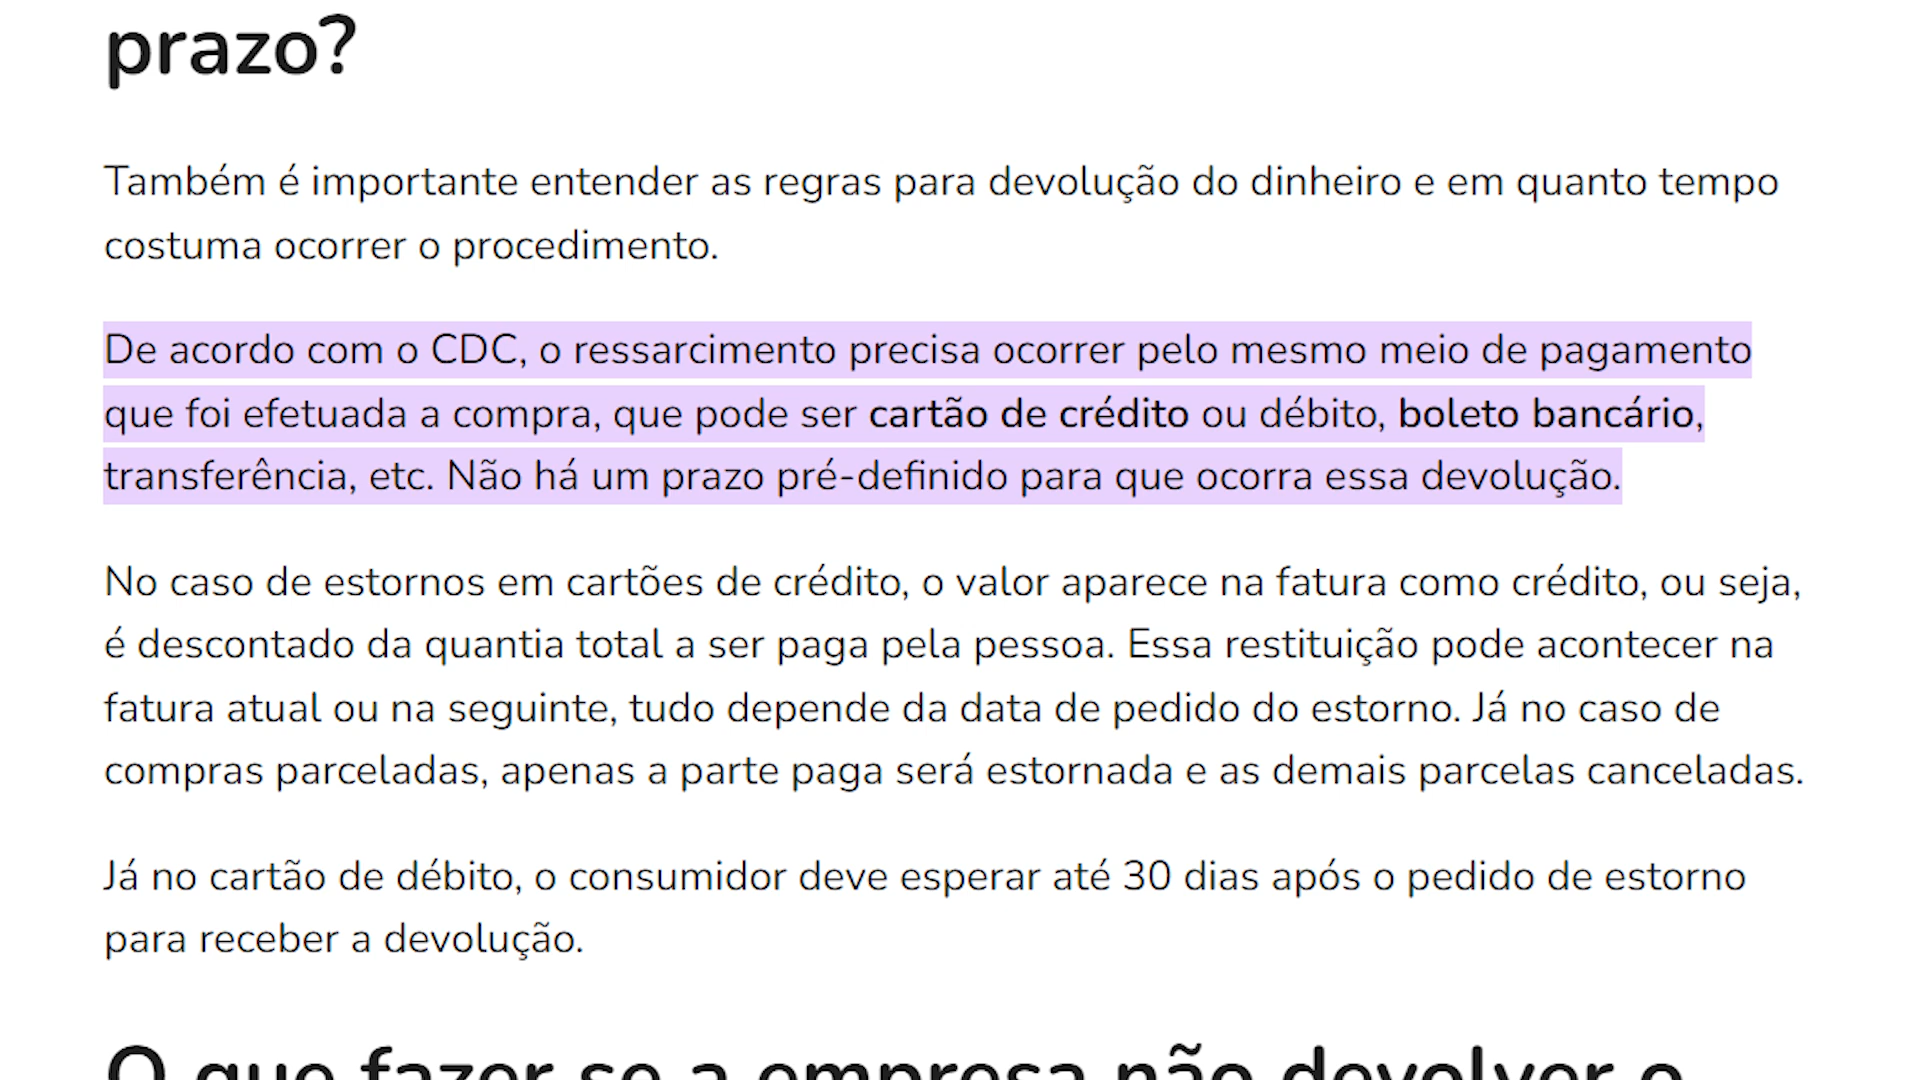 prazo?
Também é importante entender as regras para devolução do dinheiro e em quanto tempo
costuma ocorrer o procedimento.
De acordo com o CDC, o ressarcimento precisa ocorrer pelo mesmo meio de pagamento
que foi efetuada a compra, que pode ser cartão de crédito ou débito, boleto bancário,
transferência, etc. Não há um prazo pré-definido para que ocorra essa devolução.
No caso de estornos em cartões de crédito, o valor aparece na fatura como crédito, ou seja,
é descontado da quantia total a ser paga pela pessoa. Essa restituição pode acontecer na
fatura atual ou na seguinte, tudo depende da data de pedido do estorno. Já no caso de
compras parceladas, apenas a parte paga será estornada e as demais parcelas canceladas.
Já no cartão de débito, o consumidor deve esperar até 30 dias após o pedido de estorno
para receber a devolução.
O que fazer se a empresa não devolver o